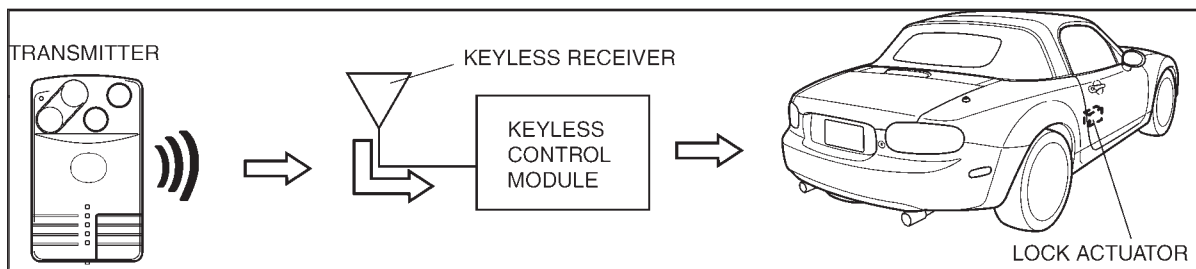 TRANSMITTER
KEYLESS RECEIVER
KEYLESS
CONTROL
MODULE
LOCK ACTUATOR